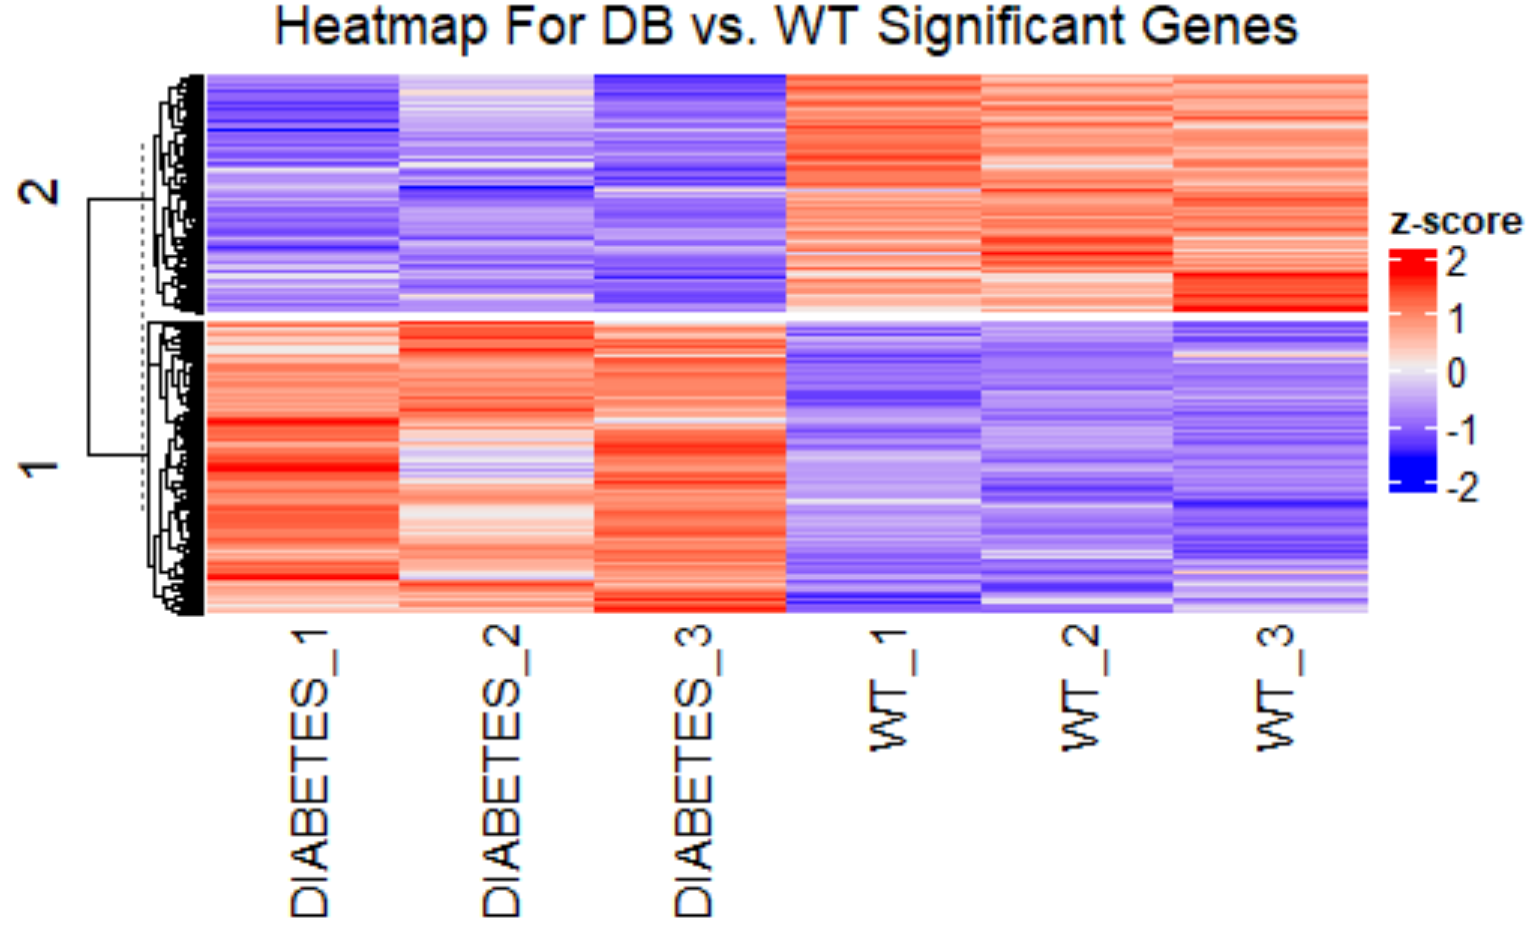 Heatmap For DB vs. WT Significant Genes
2
1
z-score
2
1
0
-1
-2
DIABETES_1
DIABETES_2
DIABETES_3
WT_1
WT_2
WT_3